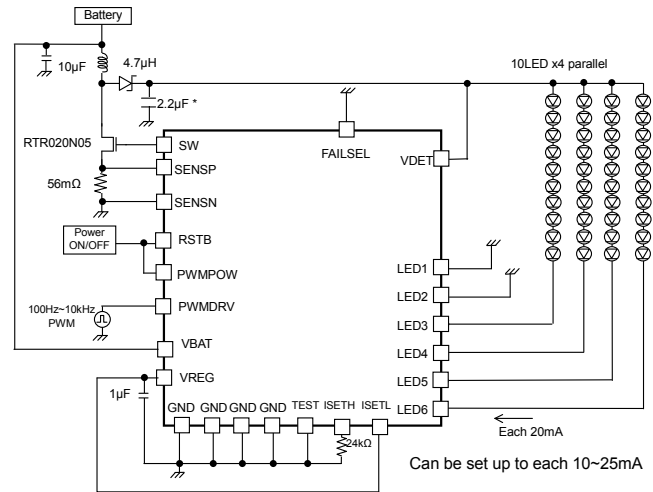 Battery
10μF
4.7μH
2.2μF *
10LED x4 parallel
RTR020N05
SW
FAILSEL
VDET
SENSP
56mΩ
SENSN
Power
ON/OFF
RSTB
PWMPOW
LED1
LED2
100Hz~10kHz
PWM
PWMDRV
LED3
VBAT
LED4
VREG
LED5
1μF
GND GND GND GND TEST ISETH ISETL
LED6
Each 20mA
24kΩ
Can be set up to each 10~25mA